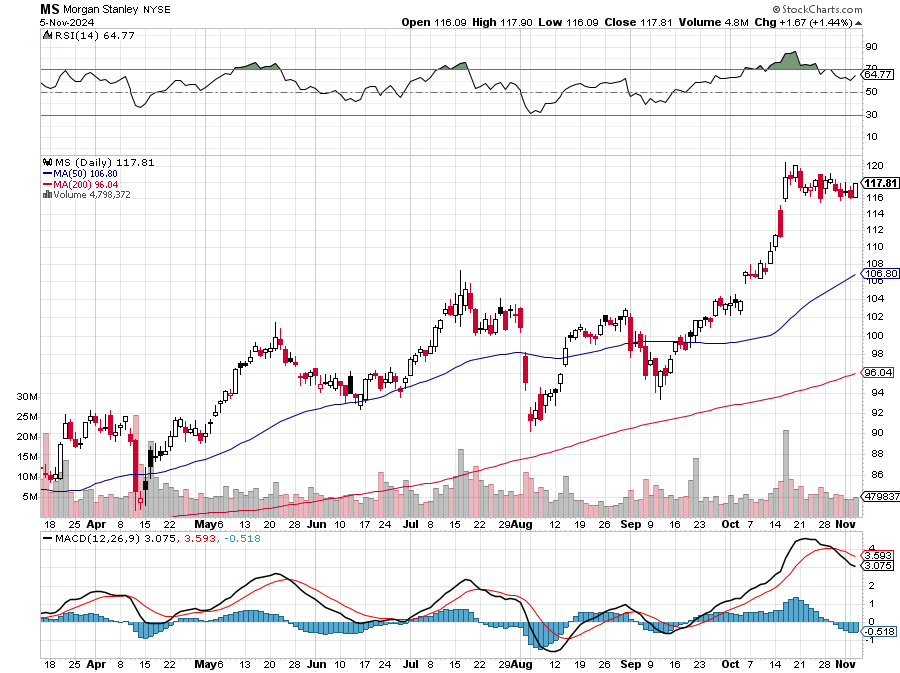 MS Morgan Stanley NYSE © StockCharts.com
5-Nov-2024 Open 116.09 High 117.90 Low 116.09 Close 117.81 Volume 4.8M Chg +1.67 (+1.44%)
RSI(14) 64.77
90
70
64.77
50
30
10
MS (Daily) 117.81
MA(50) 106.80
MA(200) 96.04
Volume 4,798,372
120
117.81
116
114
112
110
108
106.80
104
102
100
98
96.04
94
92
90
88
86
479837
30M
25M
20M
15M
10M
5M
18 25 Apr 8 15 22 May 6 13 20 28 Jun 10 17 24 Jul 8 15 22 29 Aug 12 19 26 Sep 9 16 23 Oct 7 14 21 28 Nov
MACD(12,26,9) 3.075, 3.593, -0.518
4
3.593
3.075
2
1
0
-0.518
-1
18 25 Apr 8 15 22 May 6 13 20 28 Jun 10 17 24 Jul 8 15 22 29 Aug 12 19 26 Sep 9 16 23 Oct 7 14 21 28 Nov